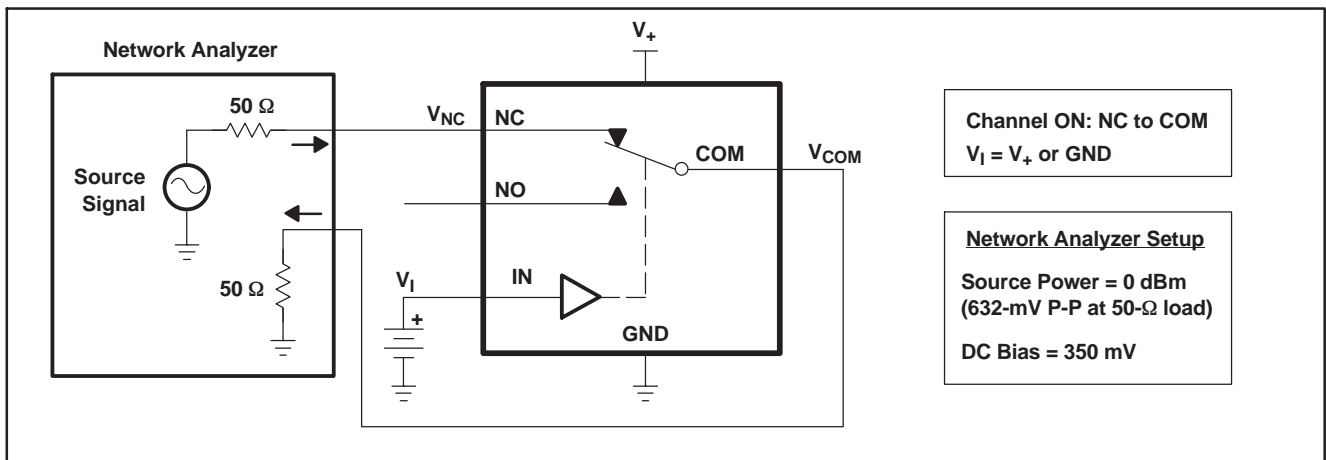 Network Analyzer
50 Ω
Source
Signal
50 Ω
V+
VNC
NC
COM
VCOM
NO
VI
IN
+
GND
Channel ON: NC to COM
VI = V+ or GND
Network Analyzer Setup
Source Power = 0 dBm
(632-mV P-P at 50-Ω load)
DC Bias = 350 mV